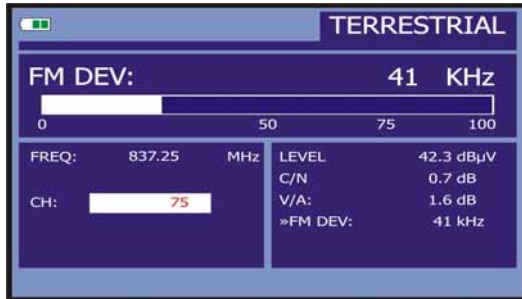 TERRESTRIAL
FM DEV: 41 KHz
0 50 75 100
FREQ: 837.25 MHz
CH: 75
LEVEL 42.3 dBµV
C/N 0.7 dB
V/A: 1.6 dB
»FM DEV: 41 kHz